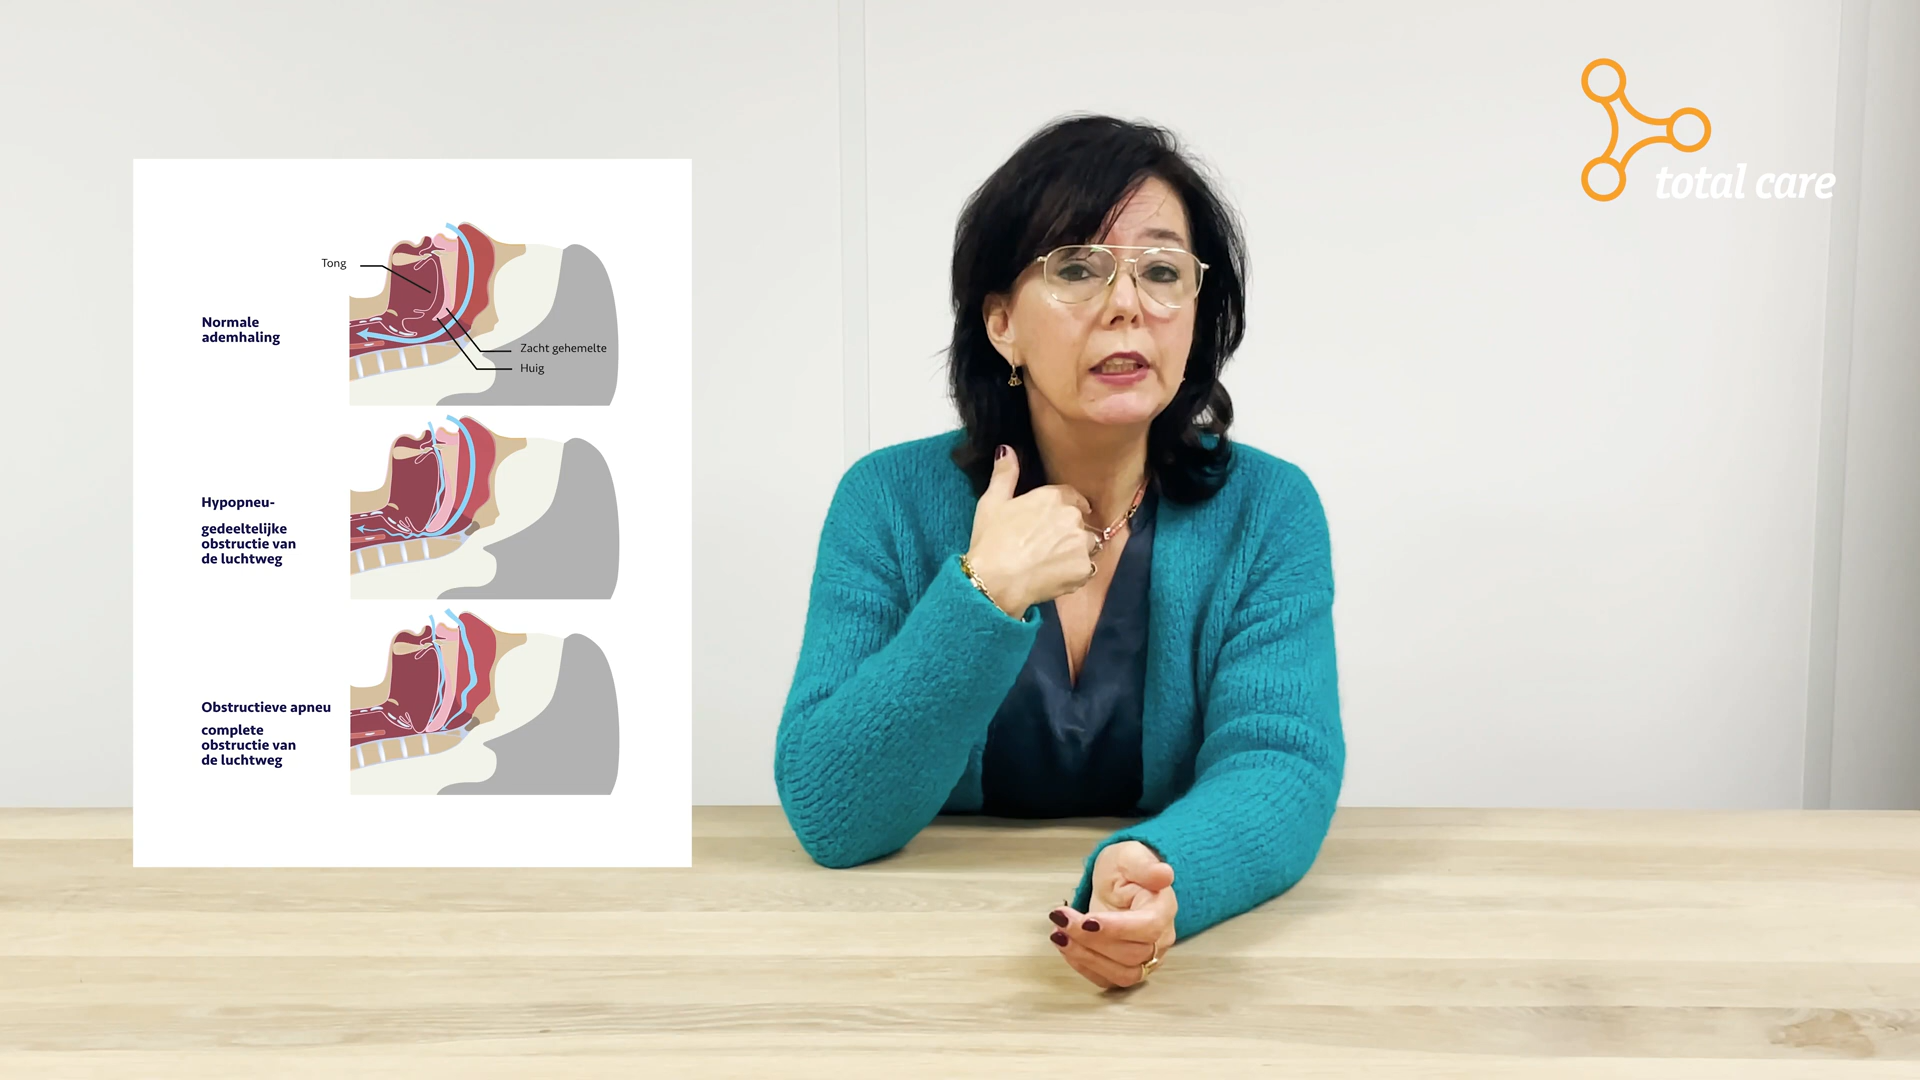 total care
Tong
Normale
ademhaling
Zacht gehemelte
Huig
Hypopneu-
gedeeltelijke
obstructie van
de luchtweg
Obstructieve apneu
complete
obstructie van
de luchtweg